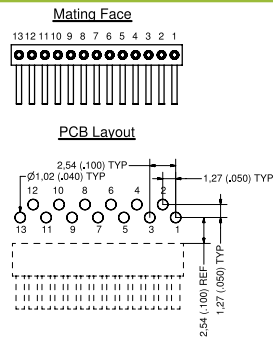 Mating Face
13 12 11 10 9 8 7 6 5 4 3 2 1
PCB Layout
2,54 (.100) TYP
Ø1,02 (.040) TYP
1,27 (.050) TYP
12 10 8 6 4 2
13 11 9 7 5 3 1
2,54 (.100) REF
1,27 (.050) TYP